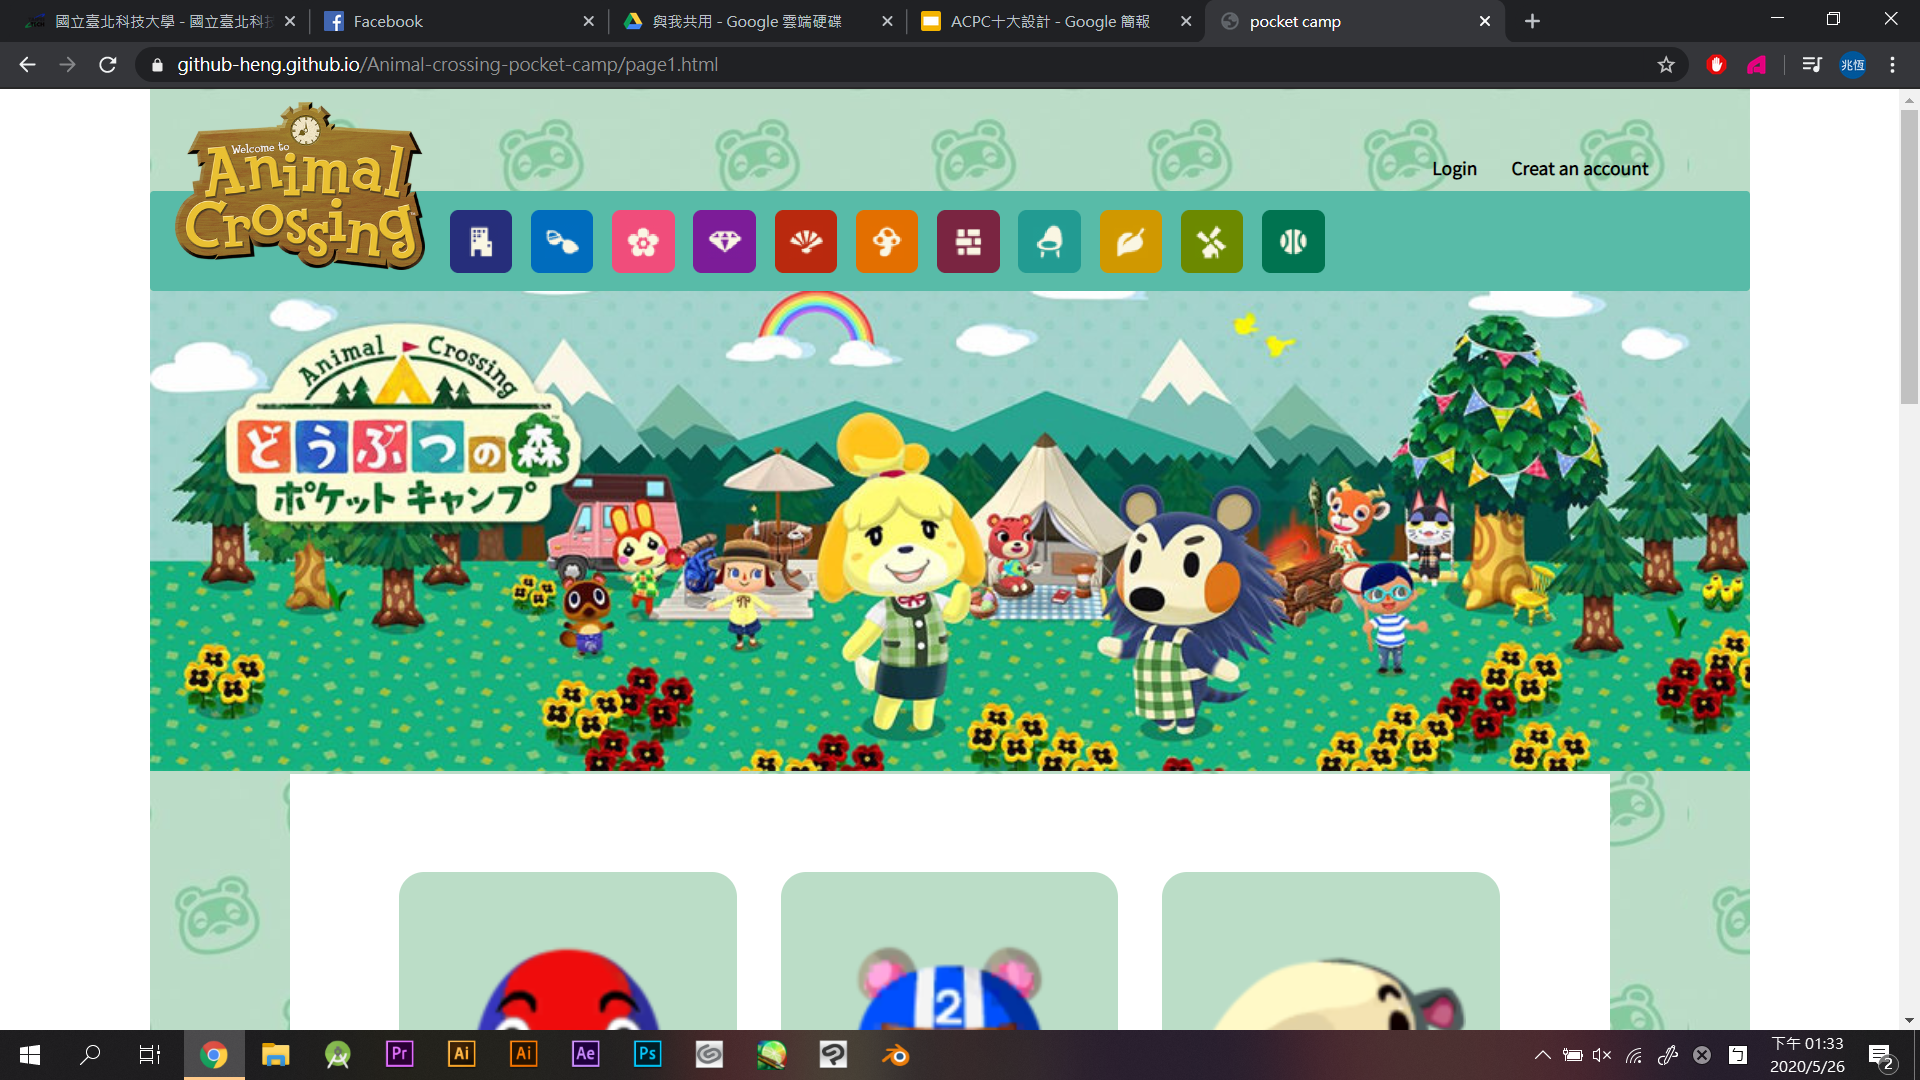 國立臺北科技大學 - 國立臺北科技
Facebook
與我共用 - Google 雲端硬碟
ACPC十大設計 - Google 簡報
pocket camp
github-heng.github.io/Animal-crossing-pocket-camp/page1.html
兆恆
Welcome to
Animal
Crossing
Login
Creat an account
Animal Crossing
どうぶつの森
ポケット キャンプ
2
Pr
Ai
Ai
Ae
Ps
下午 01:33
2020/5/26
2